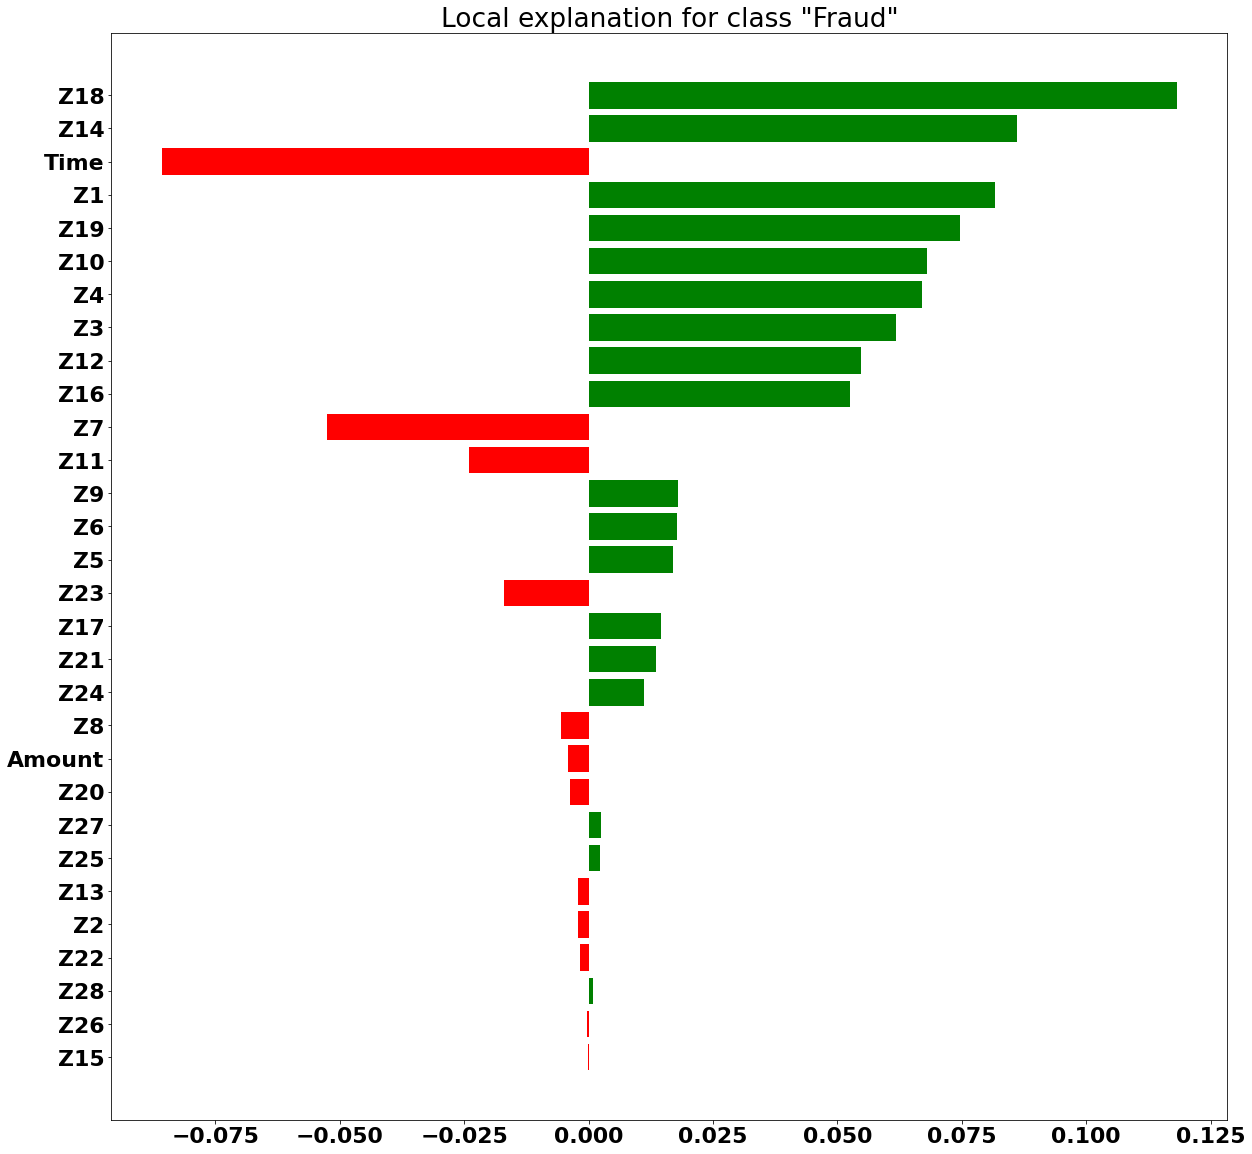 Local explanation for class "Fraud"
Z18
Z14
Time
Z1
Z19
Z10
Z4
Z3
Z12
Z16
Z7
Z11
Z9
Z6
Z5
Z23
Z17
Z21
Z24
Z8
Amount
Z20
Z27
Z25
Z13
Z2
Z22
Z28
Z26
Z15
−0.075 −0.050 −0.025 0.000 0.025 0.050 0.075 0.100 0.125